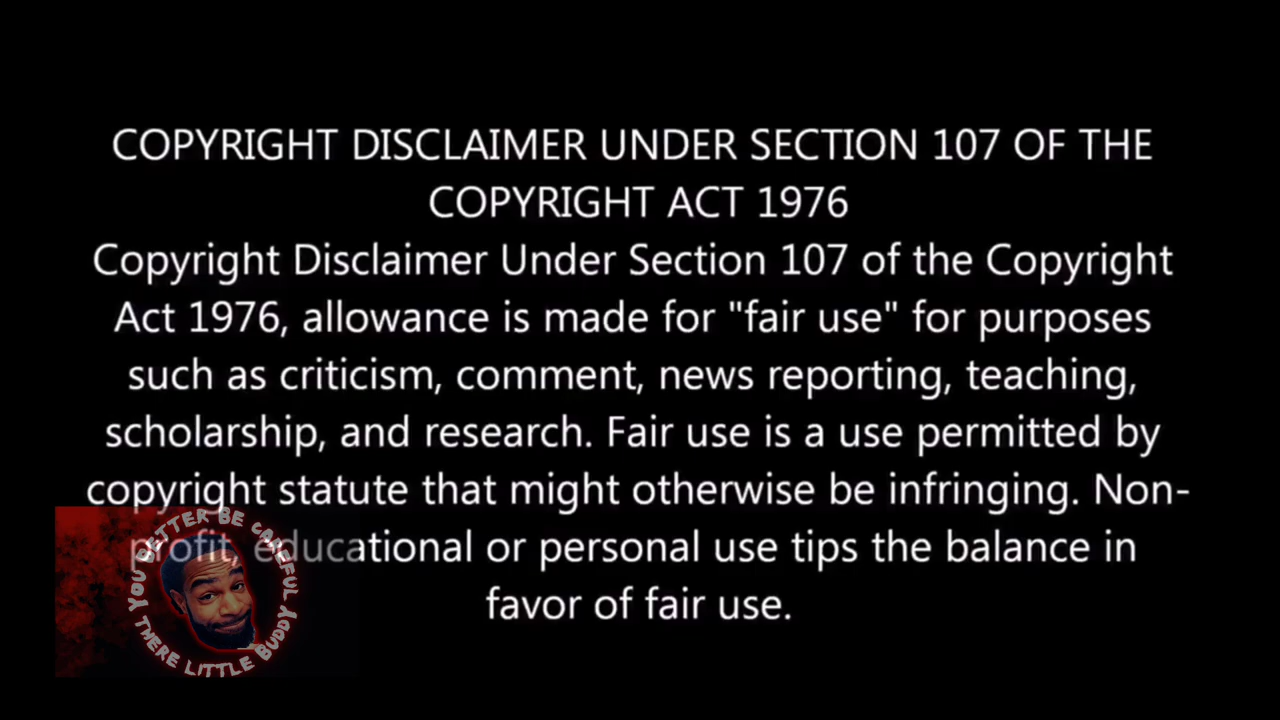 COPYRIGHT DISCLAIMER UNDER SECTION 107 OF THE
COPYRIGHT ACT 1976
Copyright Disclaimer Under Section 107 of the Copyright
Act 1976, allowance is made for "fair use" for purposes
such as criticism, comment, news reporting, teaching,
scholarship, and research. Fair use is a use permitted by
copyright statute that might otherwise be infringing. Non-
profit, educational or personal use tips the balance in
favor of fair use.
YOU BETTER BE CAREFUL THERE LITTLE BUDDY